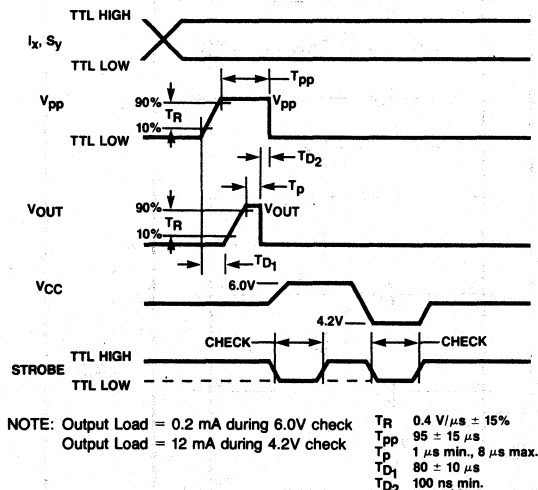 TTL HIGH
Ix, Sy
TTL LOW
Tpp
Vpp
90%
Vpp
TR
10%
TTL LOW
TD2
Tp
VOUT
90%
VOUT
TR
10%
TD1
VCC
6.0V
4.2V
CHECK
CHECK
TTL HIGH
STROBE
TTL LOW
NOTE: Output Load = 0.2 mA during 6.0V check
Output Load = 12 mA during 4.2V check
TR 0.4 V/μs ± 15%
Tpp 95 ± 15 μs
Tp 1 μs min., 8 μs max.
TD1 80 ± 10 μs
TD2 100 ns min.